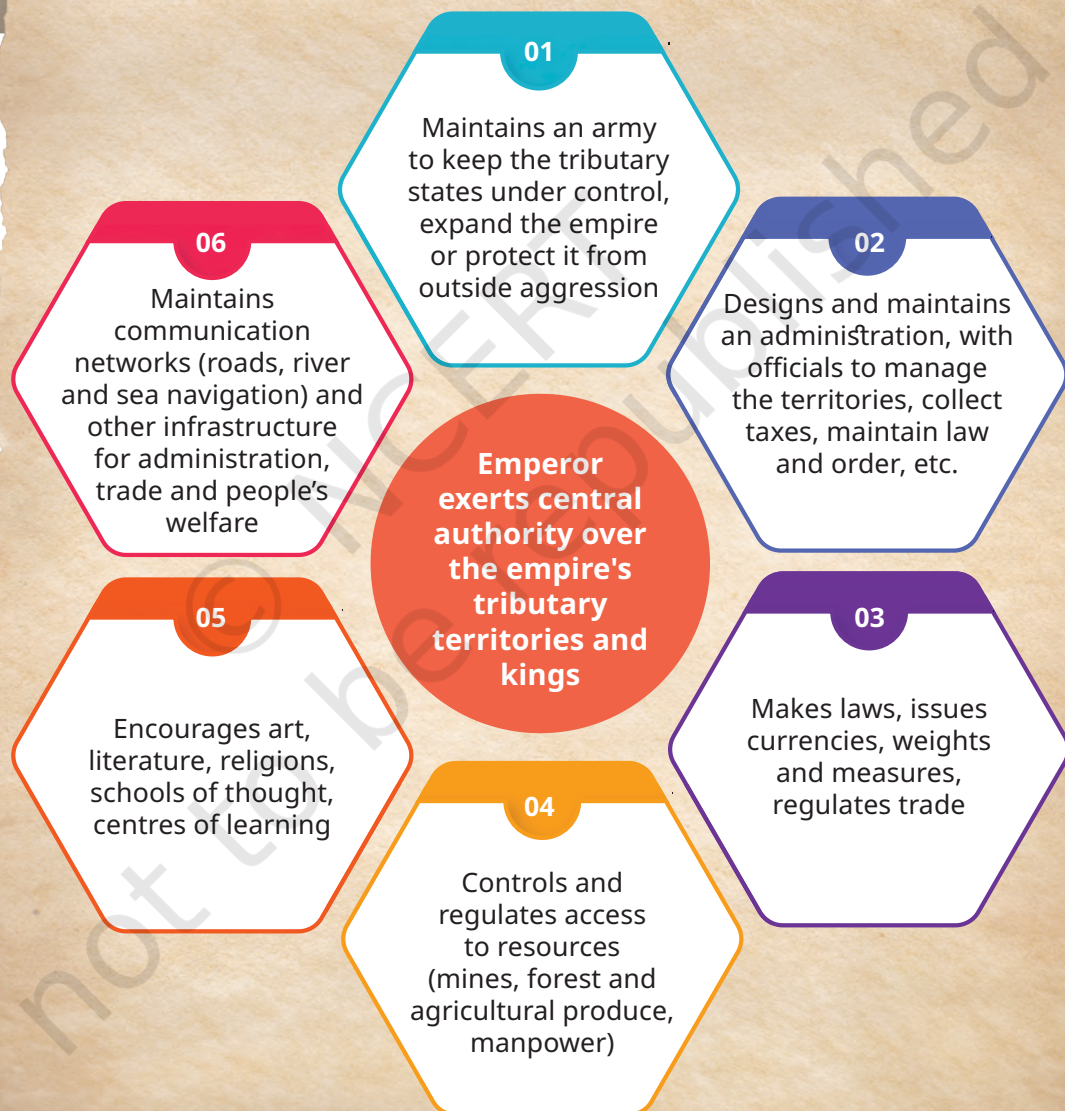 01
Maintains an army
to keep the tributary
states under control,
expand the empire
or protect it from
outside aggression
02
Designs and maintains
an administration, with
officials to manage
the territories, collect
taxes, maintain law
and order, etc.
03
Makes laws, issues
currencies, weights
and measures,
regulates trade
04
Controls and
regulates access
to resources
(mines, forest and
agricultural produce,
manpower)
05
Encourages art,
literature, religions,
schools of thought,
centres of learning
06
Maintains
communication
networks (roads, river
and sea navigation) and
other infrastructure
for administration,
trade and people’s
welfare
Emperor
exerts central
authority over
the empire's
tributary
territories and
kings
© NCERT
not to be republished